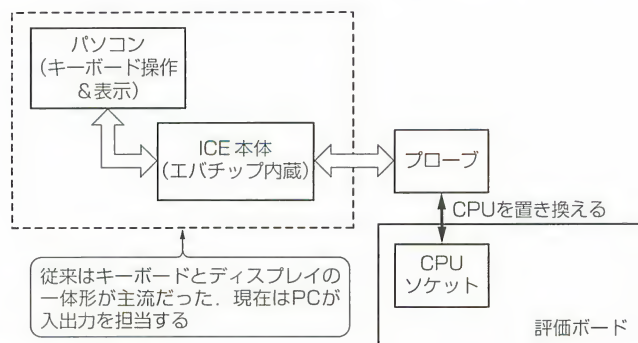 パソコン
(キーボード操作
&表示)
ICE 本体
(エバチップ内蔵)
プローブ
CPUを置き換える
CPU
ソケット
評価ボード
従来はキーボードとディスプレイの
一体形が主流だった．現在はPCが
入出力を担当する